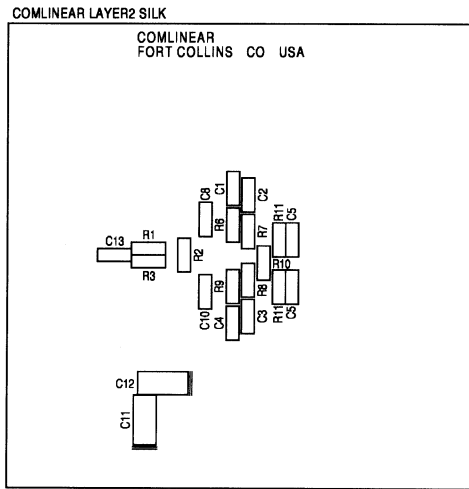 COMLINEAR LAYER2 SILK
COMLINEAR
FORT COLLINS CO USA
C1
C2
C8
R6
R7
R11
C5
C13
R1
R3
R2
R10
R9
R8
C10
C4
C3
R11
C5
C12
C11